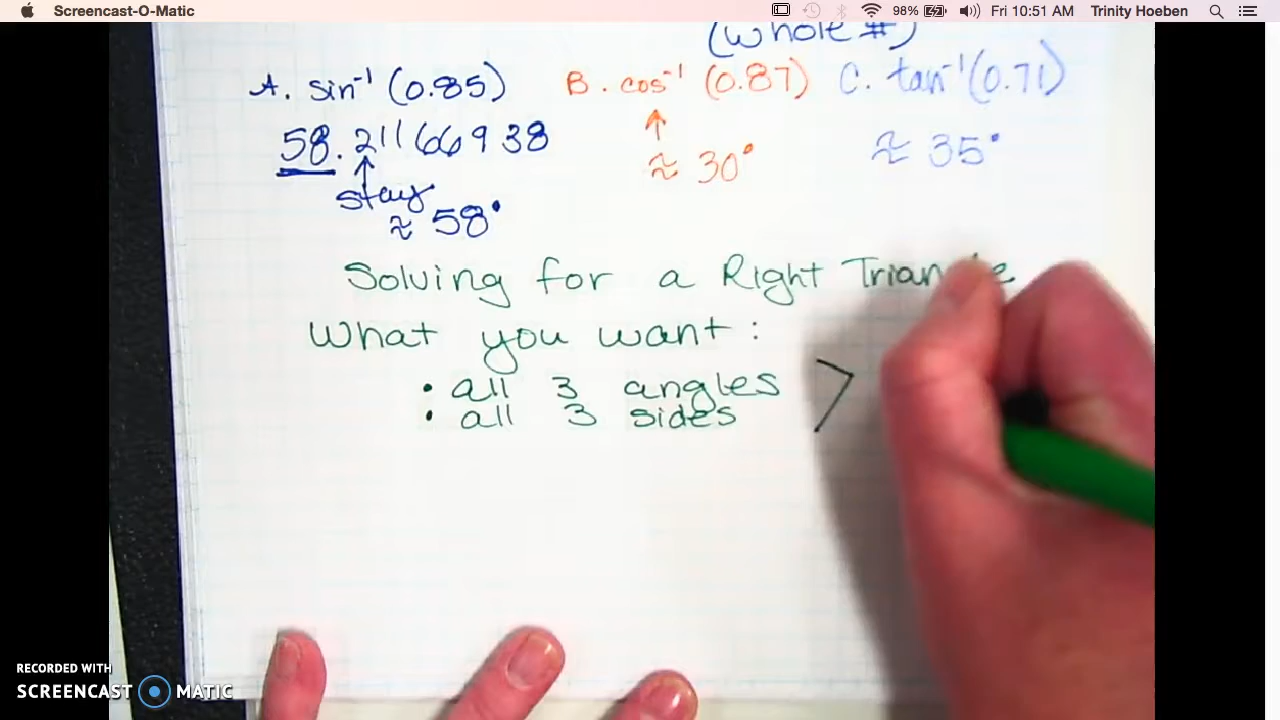 Screencast-O-Matic 98% Fri 10:51 AM Trinity Hoeben
(whole #)
A. sin⁻¹ (0.85) B. cos⁻¹ (0.87) C. tan⁻¹(0.71)
58.21166938 ≈ 30° ≈ 35°
stay
≈ 58°
Solving for a Right Triangle
What you want:
• all 3 angles
• all 3 sides
RECORDED WITH
SCREENCAST O MATIC